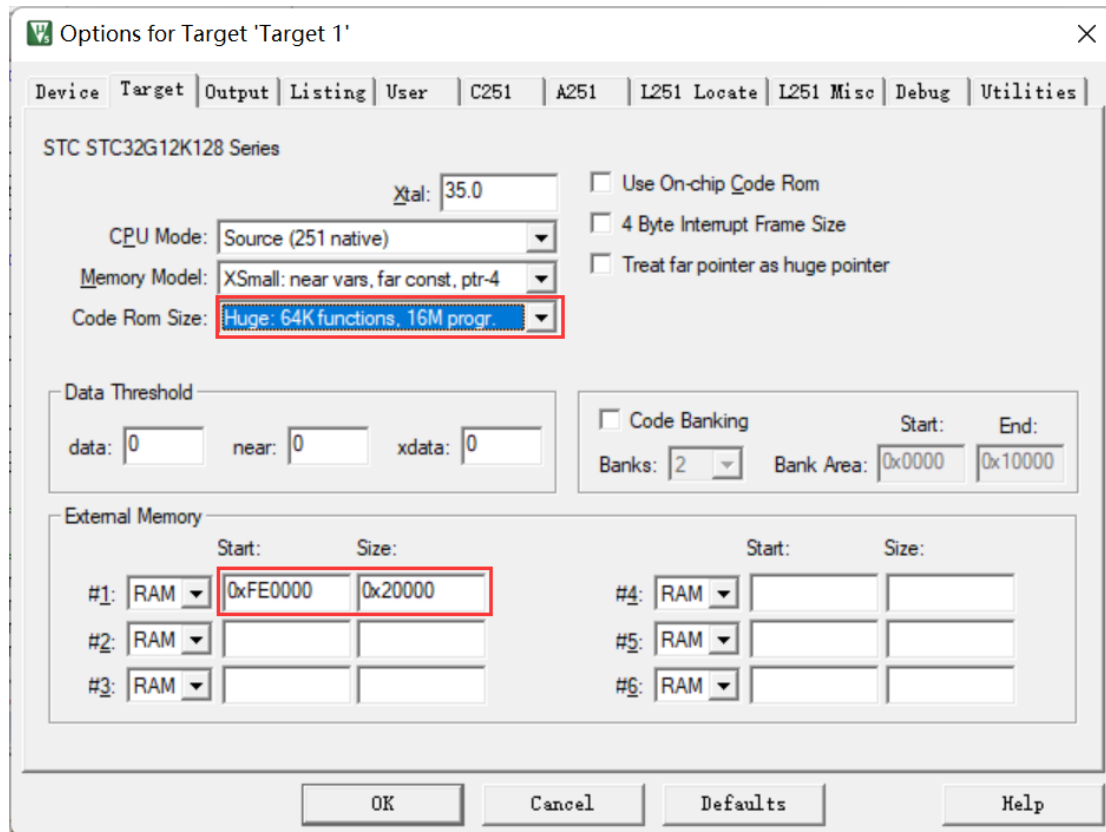 Options for Target 'Target 1'
Device Target Output Listing User C251 A251 L251 Locate L251 Misc Debug Utilities
STC STC32G12K128 Series
Xtal: 35.0
Use On-chip Code Rom
CPU Mode: Source (251 native)
4 Byte Interrupt Frame Size
Memory Model: XSmall: near vars, far const, ptr-4
Treat far pointer as huge pointer
Code Rom Size: Huge: 64K functions, 16M progr.
Data Threshold
data: 0 near: 0 xdata: 0
Code Banking Start: End:
Banks: 2 Bank Area: 0x0000 0x10000
External Memory
Start: Size: Start: Size:
#1: RAM 0xFE0000 0x20000 #4: RAM
#2: RAM #5: RAM
#3: RAM #6: RAM
OK Cancel Defaults Help